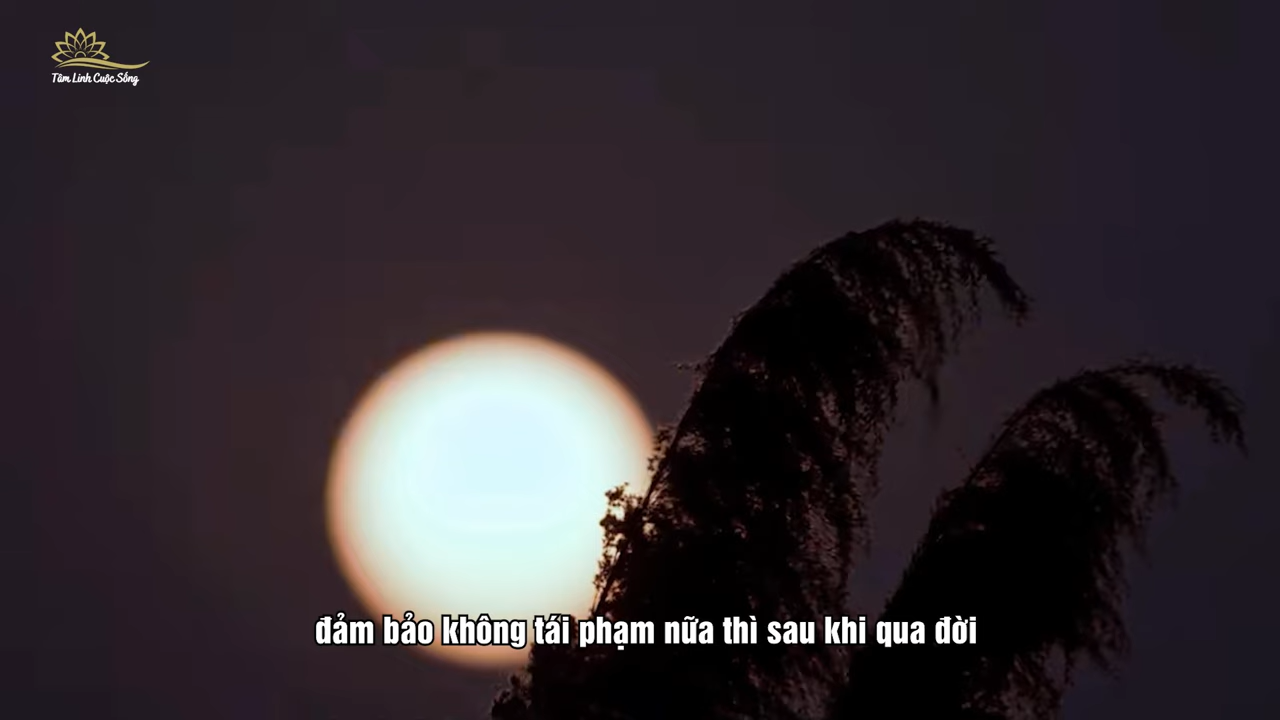 Tâm Linh Cuộc Sống
đảm bảo không tái phạm nữa thì sau khi qua đời